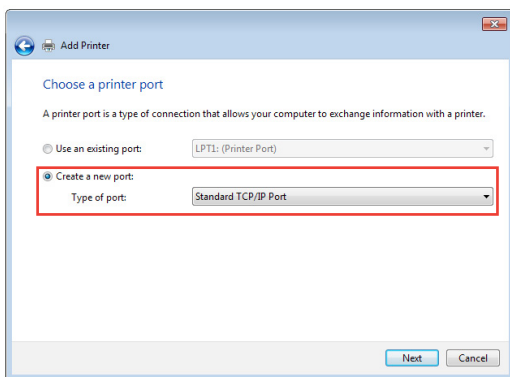 Add Printer
Choose a printer port
A printer port is a type of connection that allows your computer to exchange information with a printer.
Use an existing port: LPT1: (Printer Port)
Create a new port:
Type of port: Standard TCP/IP Port
Next Cancel